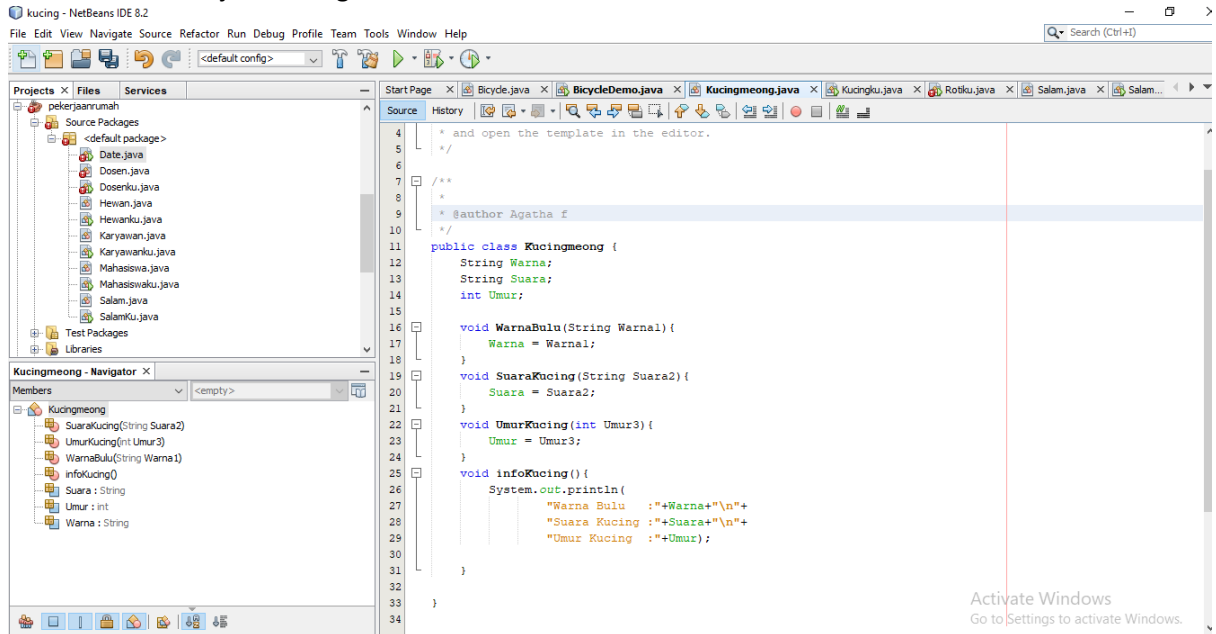 kucing - NetBeans IDE 8.2
File Edit View Navigate Source Refactor Run Debug Profile Team Tools Window Help
Search (Ctrl+I)
<default config>
Projects Files Services
Start Page Bicycle.java BicycleDemo.java Kucingmeong.java Kucingku.java Rotiku.java Salam.java Salam...
pekerjaanrumah
Source Packages
<default package>
Date.java
Dosen.java
Dosenku.java
Hewan.java
Hewanku.java
Karyawan.java
Karyawanku.java
Mahasiswa.java
Mahasiswaku.java
Salam.java
SalamKu.java
Test Packages
Libraries
Kucingmeong - Navigator
Members <empty>
Kucingmeong
SuaraKucing(String Suara2)
UmurKucing(int Umur3)
WarnaBulu(String Warna1)
infoKucing()
Suara : String
Umur : int
Warna : String
Source History
4 * and open the template in the editor.
5 */
6
7 /**
8 *
9 * @author Agatha f
10 */
11 public class Kucingmeong {
12 String Warna;
13 String Suara;
14 int Umur;
15
16 void WarnaBulu(String Warna1){
17 Warna = Warna1;
18 }
19 void SuaraKucing(String Suara2){
20 Suara = Suara2;
21 }
22 void UmurKucing(int Umur3){
23 Umur = Umur3;
24 }
25 void infoKucing(){
26 System.out.println(
27 "Warna Bulu :"+Warna+"\n"+
28 "Suara Kucing :"+Suara+"\n"+
29 "Umur Kucing :"+Umur);
30
31 }
32
33 }
34
Activate Windows
Go to Settings to activate Windows.